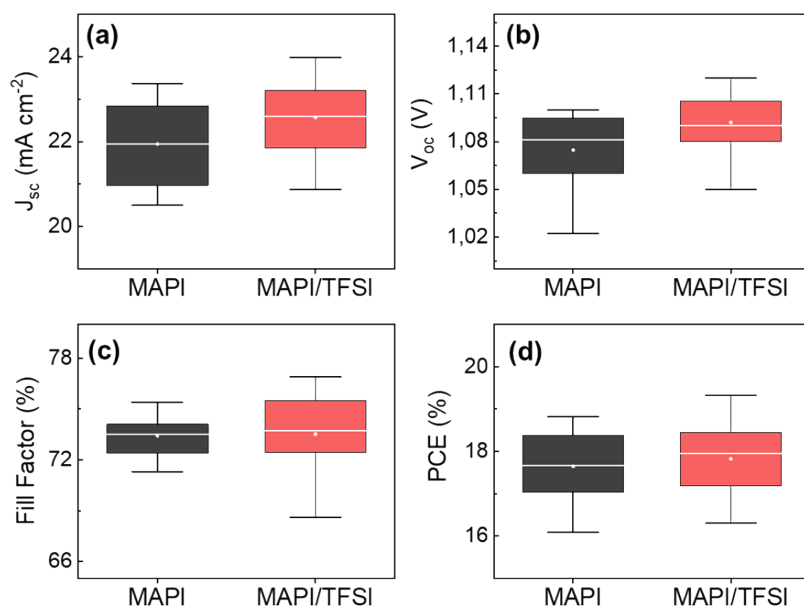 (a)
J_sc (mA cm⁻²)
24
22
20
MAPI MAPI/TFSI
(b)
V_oc (V)
1,14
1,11
1,08
1,05
1,02
MAPI MAPI/TFSI
(c)
Fill Factor (%)
78
72
66
MAPI MAPI/TFSI
(d)
PCE (%)
20
18
16
MAPI MAPI/TFSI